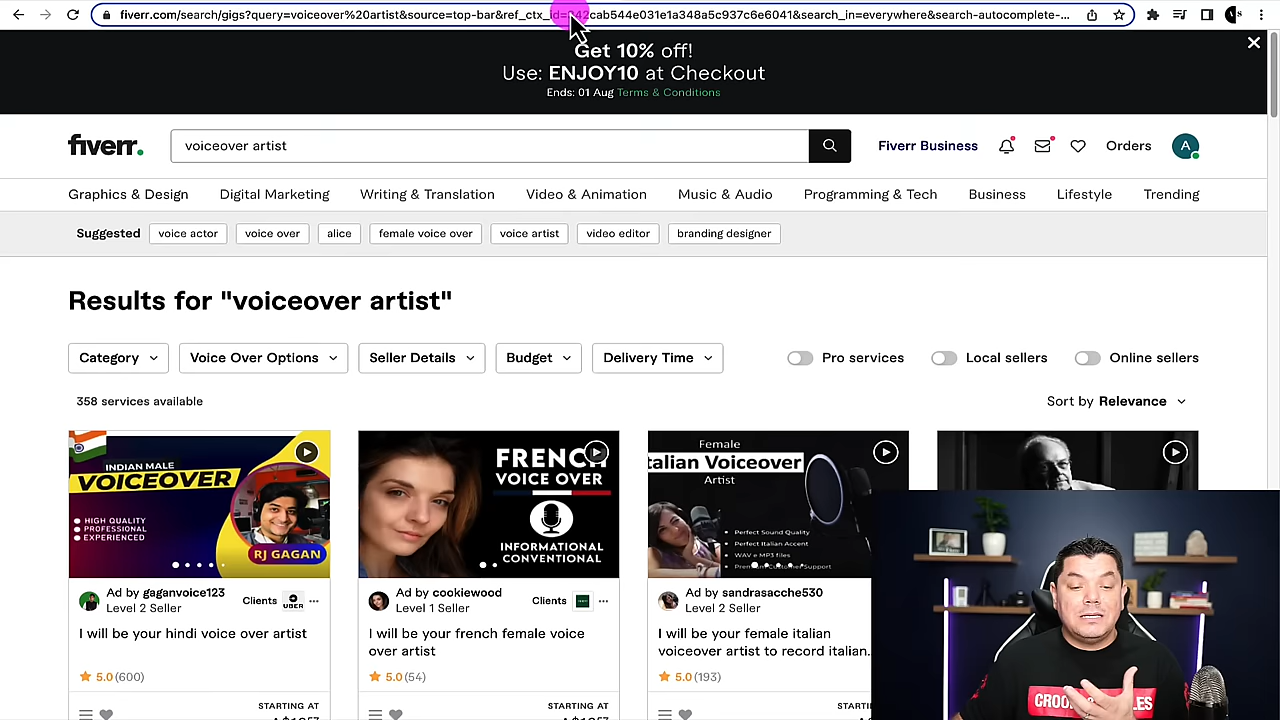 fiverr.com/search/gigs?query=voiceover%20artist&source=top-bar&ref_ctx_id=
Get 10% off!
Use: ENJOY10 at Checkout
Ends: 01 Aug Terms & Conditions
fiverr.
voiceover artist
Fiverr Business
Orders
A
Graphics & Design
Digital Marketing
Writing & Translation
Video & Animation
Music & Audio
Programming & Tech
Business
Lifestyle
Trending
Suggested
voice actor
voice over
alice
female voice over
voice artist
video editor
branding designer
Results for "voiceover artist"
Category
Voice Over Options
Seller Details
Budget
Delivery Time
Pro services
Local sellers
Online sellers
358 services available
Sort by Relevance
INDIAN MALE
VOICEOVER
HIGH QUALITY
PROFESSIONAL
EXPERIENCED
RJ GAGAN
Ad by gaganvoice123
Level 2 Seller
Clients
UBER
I will be your hindi voice over artist
5.0 (600)
STARTING AT
FRENCH
VOICE OVER
INFORMATIONAL
CONVENTIONAL
Ad by cookiewood
Level 1 Seller
Clients
I will be your french female voice
over artist
5.0 (54)
STARTING AT
Female
Italian Voiceover
Artist
Perfect Sound Quality
Perfect Italian Accent
WAV e MP3 files
Ad by sandrasacche530
Level 2 Seller
I will be your female italian
voiceover artist to record italian.
5.0 (193)